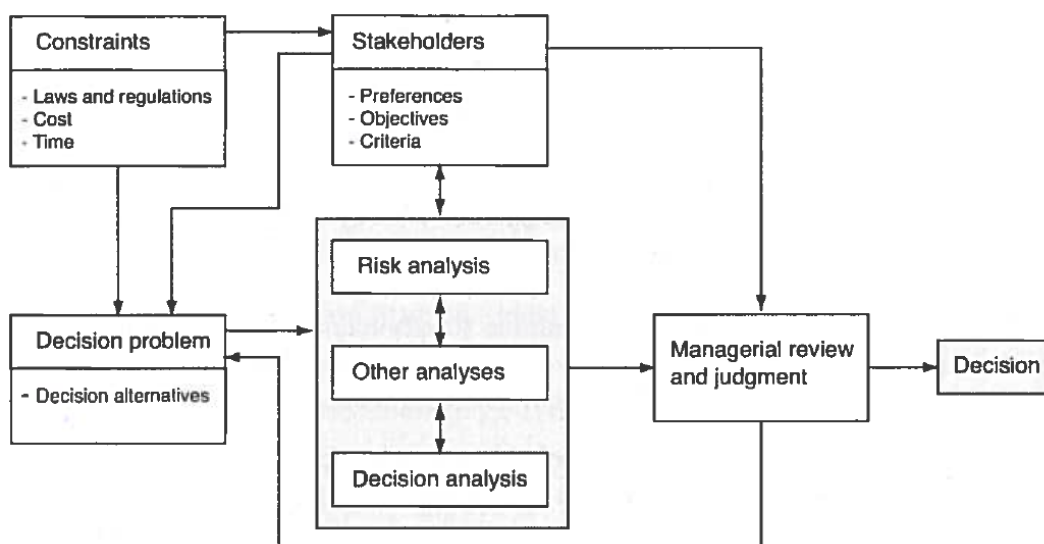 Constraints
- Laws and regulations
- Cost
- Time
Stakeholders
- Preferences
- Objectives
- Criteria
Risk analysis
Other analyses
Decision analysis
Decision problem
- Decision alternatives
Managerial review
and judgment
Decision